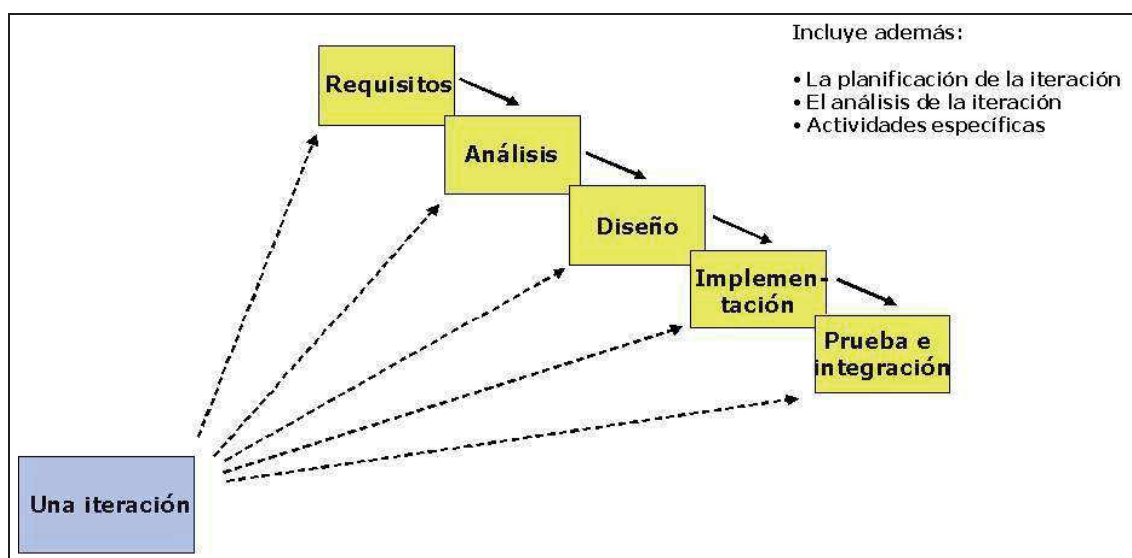 Incluye además:
• La planificación de la iteración
• El análisis de la iteración
• Actividades específicas
Requisitos
Análisis
Diseño
Implemen-
tación
Prueba e
integración
Una iteración